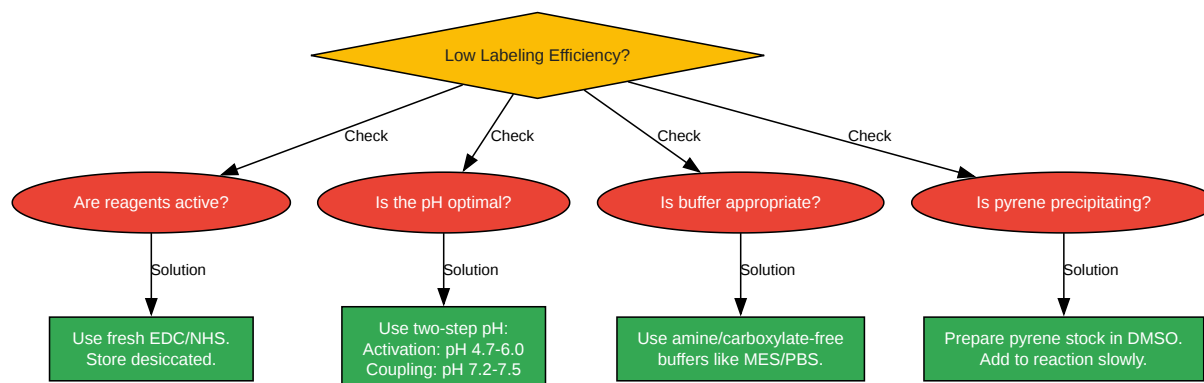 Low Labeling Efficiency?
Check
Check
Check
Check
Are reagents active?
Is the pH optimal?
Is buffer appropriate?
Is pyrene precipitating?
Solution
Solution
Solution
Solution
Use fresh EDC/NHS.
Store desiccated.
Use two-step pH:
Activation: pH 4.7-6.0
Coupling: pH 7.2-7.5
Use amine/carboxylate-free
buffers like MES/PBS.
Prepare pyrene stock in DMSO.
Add to reaction slowly.